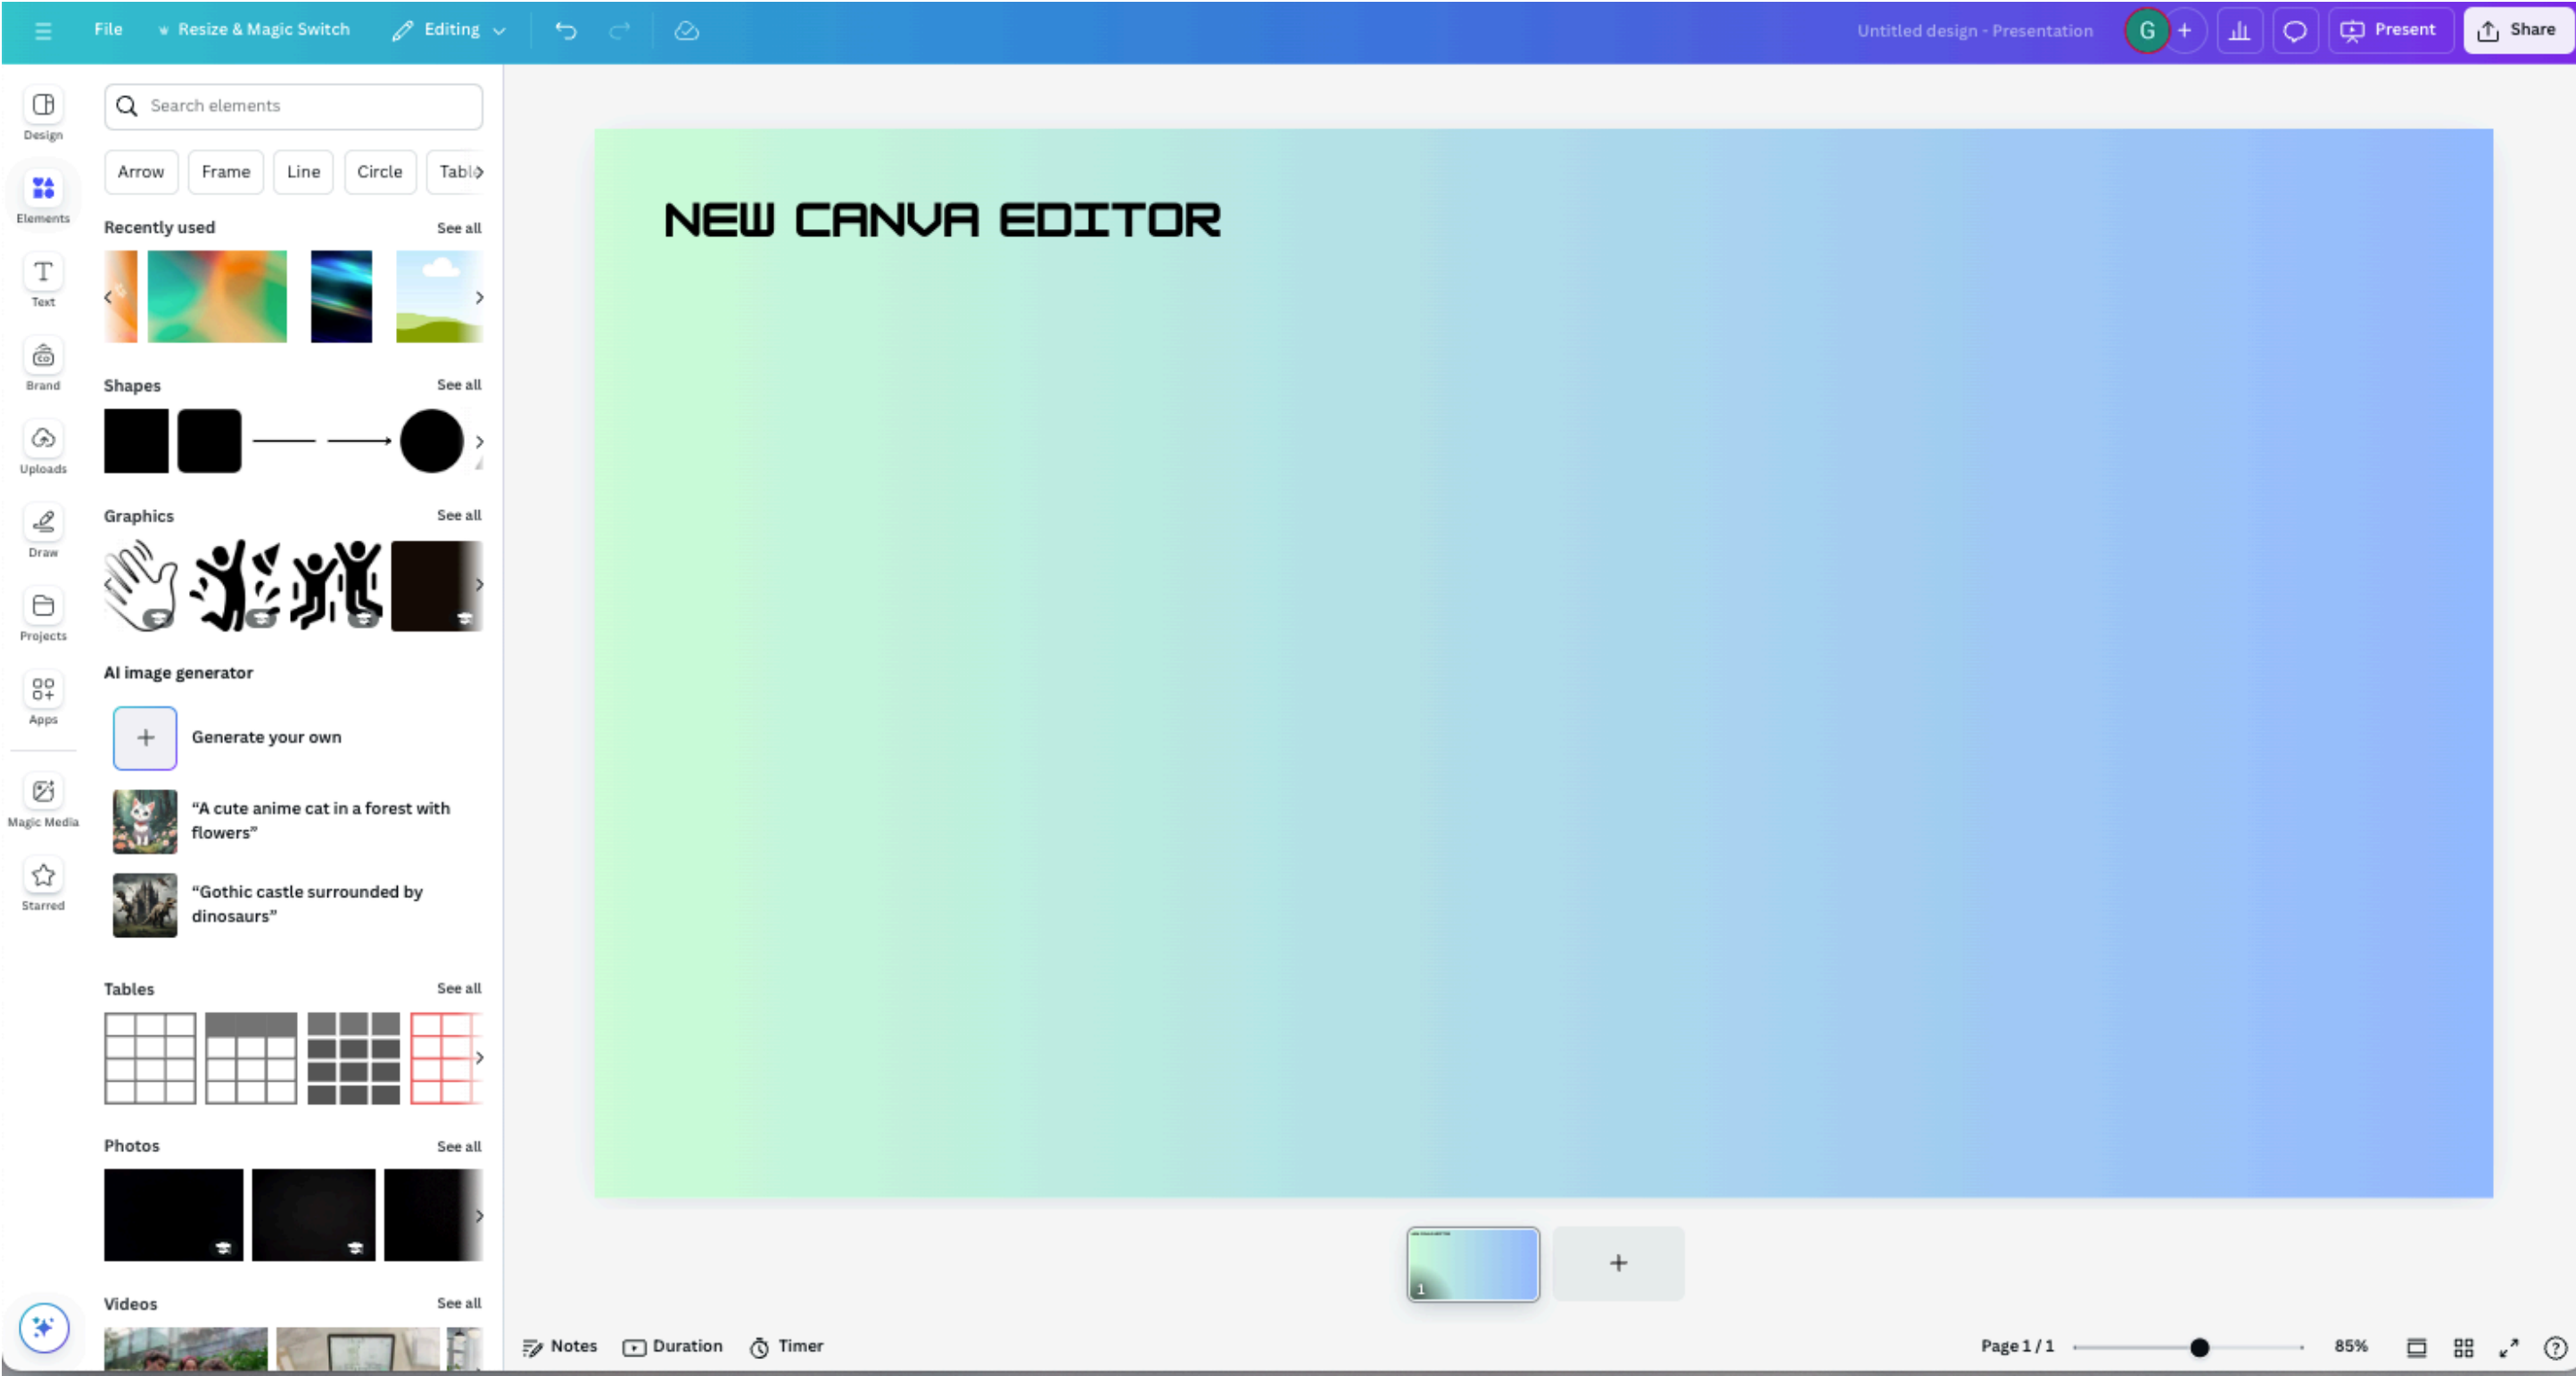 File
Resize & Magic Switch
Editing
Untitled design - Presentation
G
Present
Share
Design
Elements
Text
Brand
Uploads
Draw
Projects
Apps
Magic Media
Starred
Search elements
Arrow Frame Line Circle
Recently used See all
Shapes See all
Graphics See all
AI image generator
Generate your own
“A cute anime cat in a forest with
flowers”
“Gothic castle surrounded by
dinosaurs”
Tables See all
Photos See all
Videos See all
NEW CANVA EDITOR
1
Notes Duration Timer
Page 1 / 1
85%